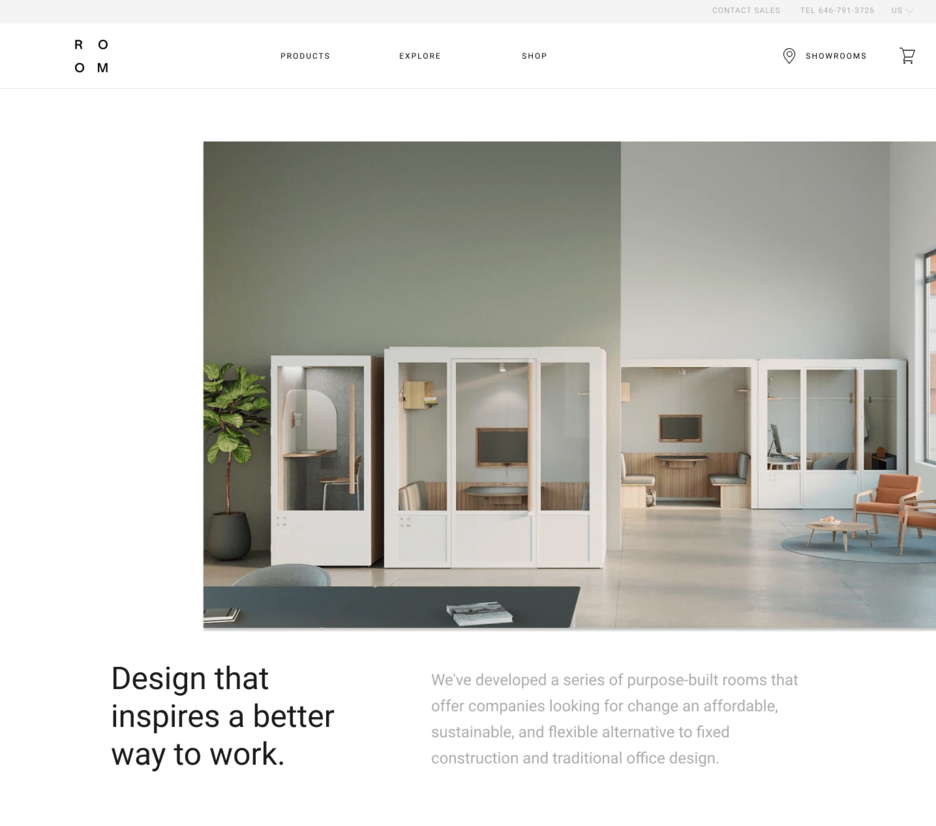 CONTACT SALES TEL 646-791-3726 US
R O
O M
PRODUCTS EXPLORE SHOP SHOWROOMS
R O
O M
R O
O M
Design that
inspires a better
way to work.
We've developed a series of purpose-built rooms that
offer companies looking for change an affordable,
sustainable, and flexible alternative to fixed
construction and traditional office design.